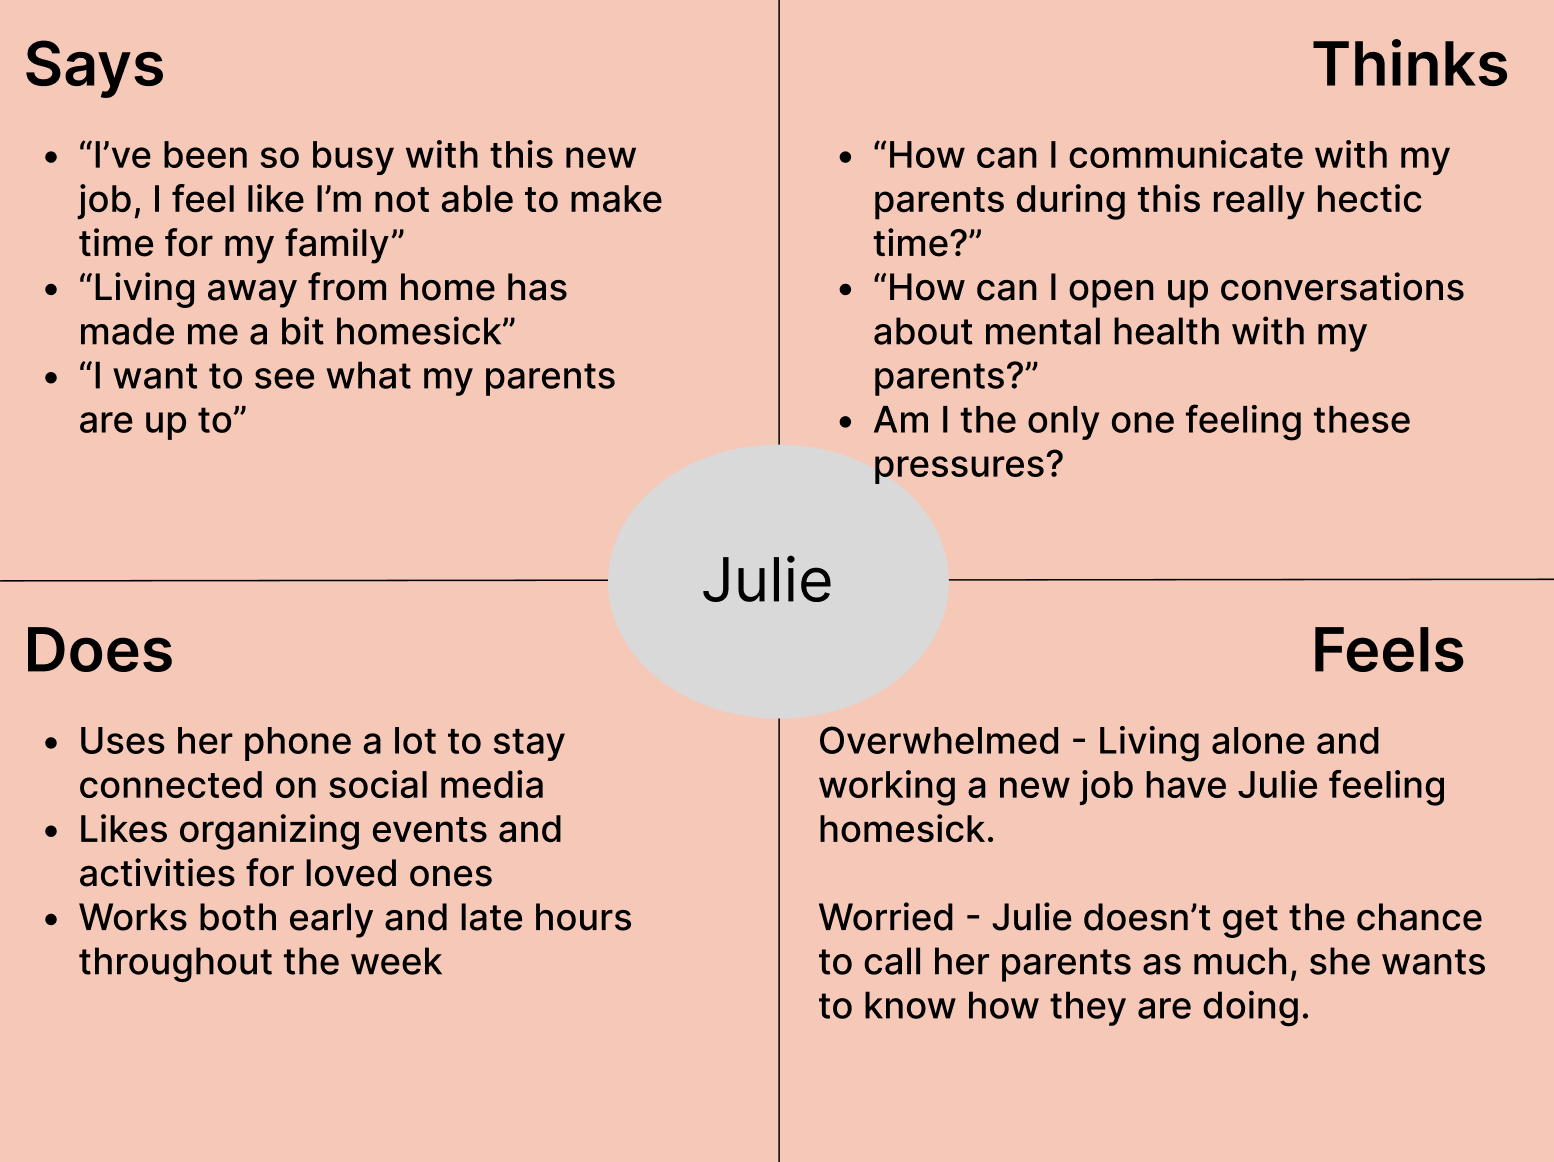 Says
• “I’ve been so busy with this new
job, I feel like I’m not able to make
time for my family”
• “Living away from home has
made me a bit homesick”
• “I want to see what my parents
are up to”
Thinks
• “How can I communicate with my
parents during this really hectic
time?”
• “How can I open up conversations
about mental health with my
parents?”
• Am I the only one feeling these
pressures?
Julie
Does
• Uses her phone a lot to stay
connected on social media
• Likes organizing events and
activities for loved ones
• Works both early and late hours
throughout the week
Feels
Overwhelmed - Living alone and
working a new job have Julie feeling
homesick.
Worried - Julie doesn’t get the chance
to call her parents as much, she wants
to know how they are doing.